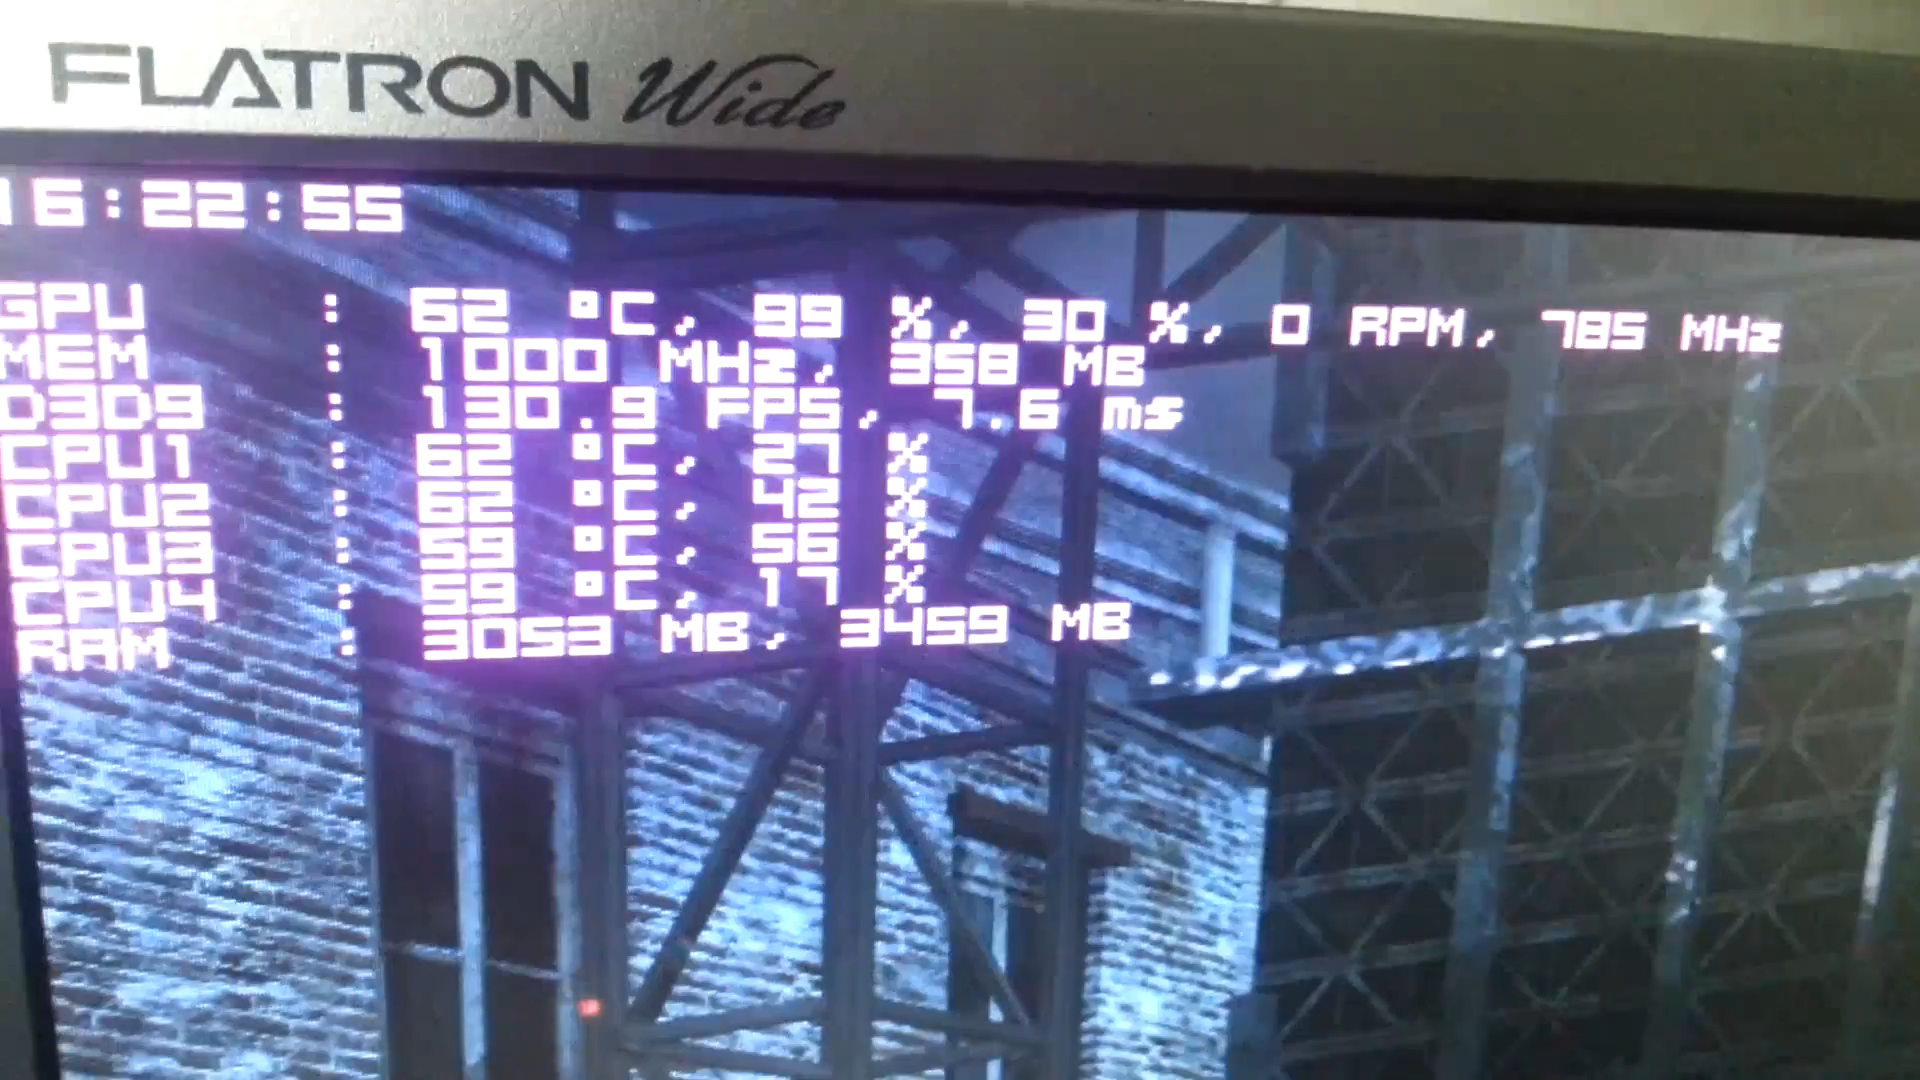 FLATRON Wide
16:22:55
GPU : 62 °C, 99 %, 30 %, 0 RPM, 785 MHz
MEM : 1000 MHz, 358 MB
D3D9 : 130.9 FPS, 7.6 ms
CPU1 : 62 °C, 27 %
CPU2 : 62 °C, 42 %
CPU3 : 59 °C, 56 %
CPU4 : 59 °C, 17 %
RAM : 3053 MB, 3459 MB